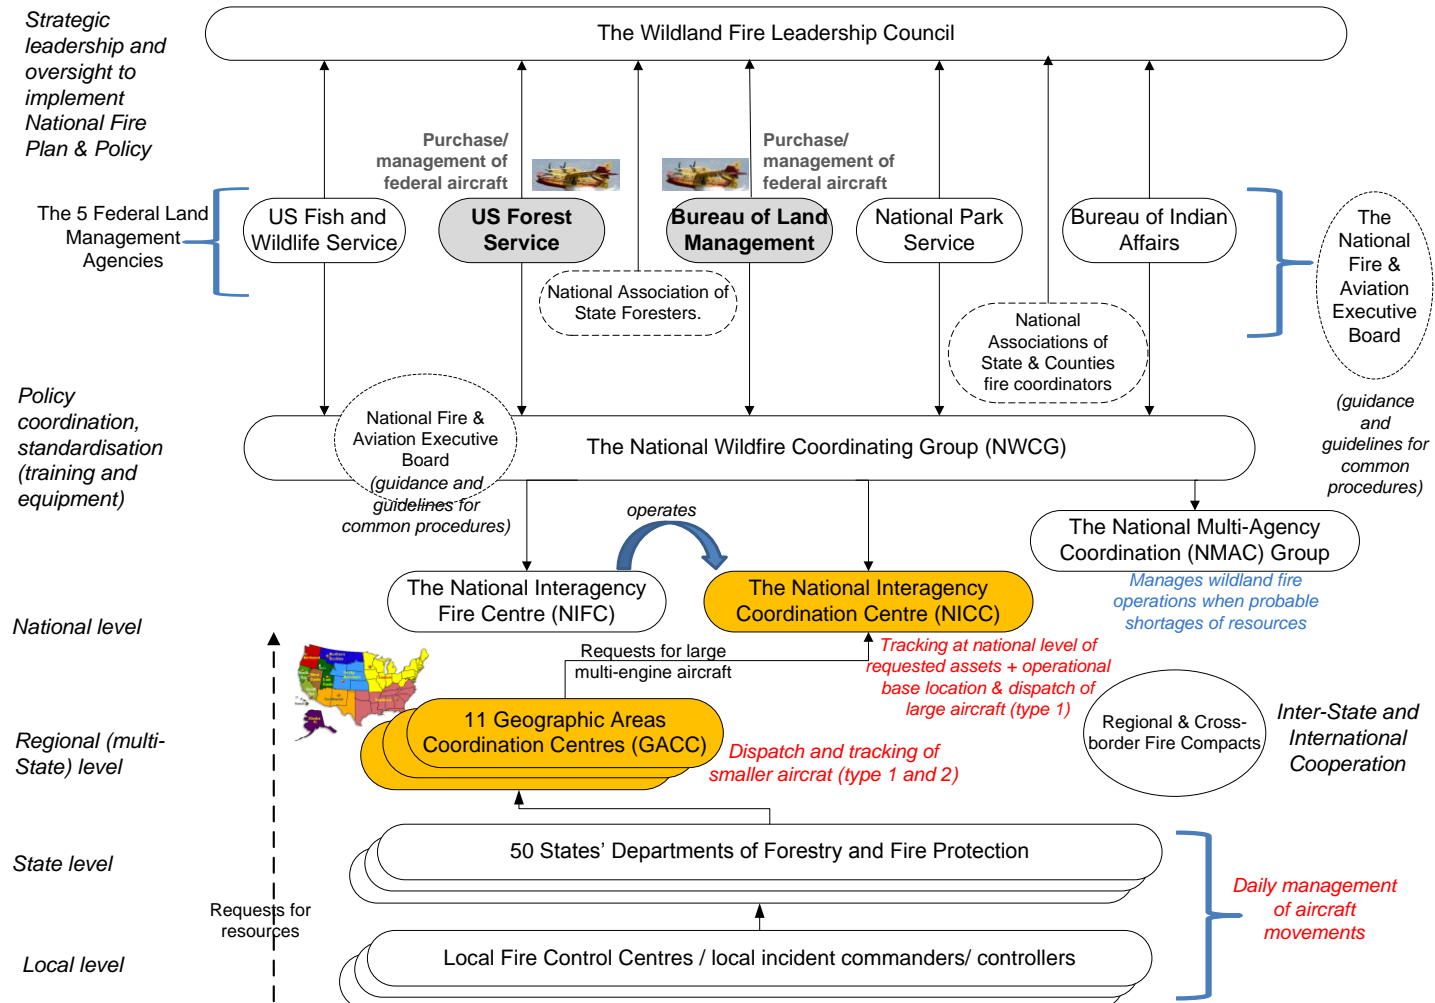 Strategic
leadership and
oversight to
implement
National Fire
Plan & Policy
The Wildland Fire Leadership Council
Purchase/
management of
federal aircraft
Purchase/
management of
federal aircraft
The 5 Federal Land
Management
Agencies
US Fish and
Wildlife Service
US Forest
Service
Bureau of Land
Management
National Park
Service
Bureau of Indian
Affairs
The
National
Fire &
Aviation
Executive
Board
(guidance
and
guidelines for
common
procedures)
National Association of
State Foresters.
National
Associations of
State & Counties
fire coordinators
Policy
coordination,
standardisation
(training and
equipment)
National Fire &
Aviation Executive
Board
(guidance and
guidelines for
common procedures)
The National Wildfire Coordinating Group (NWCG)
operates
The National Multi-Agency
Coordination (NMAC) Group
Manages wildland fire
operations when probable
shortages of resources
The National Interagency
Fire Centre (NIFC)
The National Interagency
Coordination Centre (NICC)
National level
Requests for large
multi-engine aircraft
Tracking at national level of
requested assets + operational
base location & dispatch of
large aircraft (type 1)
Regional (multi-
State) level
11 Geographic Areas
Coordination Centres (GACC)
Dispatch and tracking of
smaller aircrat (type 1 and 2)
Regional & Cross-
border Fire Compacts
Inter-State and
International
Cooperation
State level
50 States' Departments of Forestry and Fire Protection
Requests for
resources
Daily management
of aircraft
movements
Local level
Local Fire Control Centres / local incident commanders/ controllers